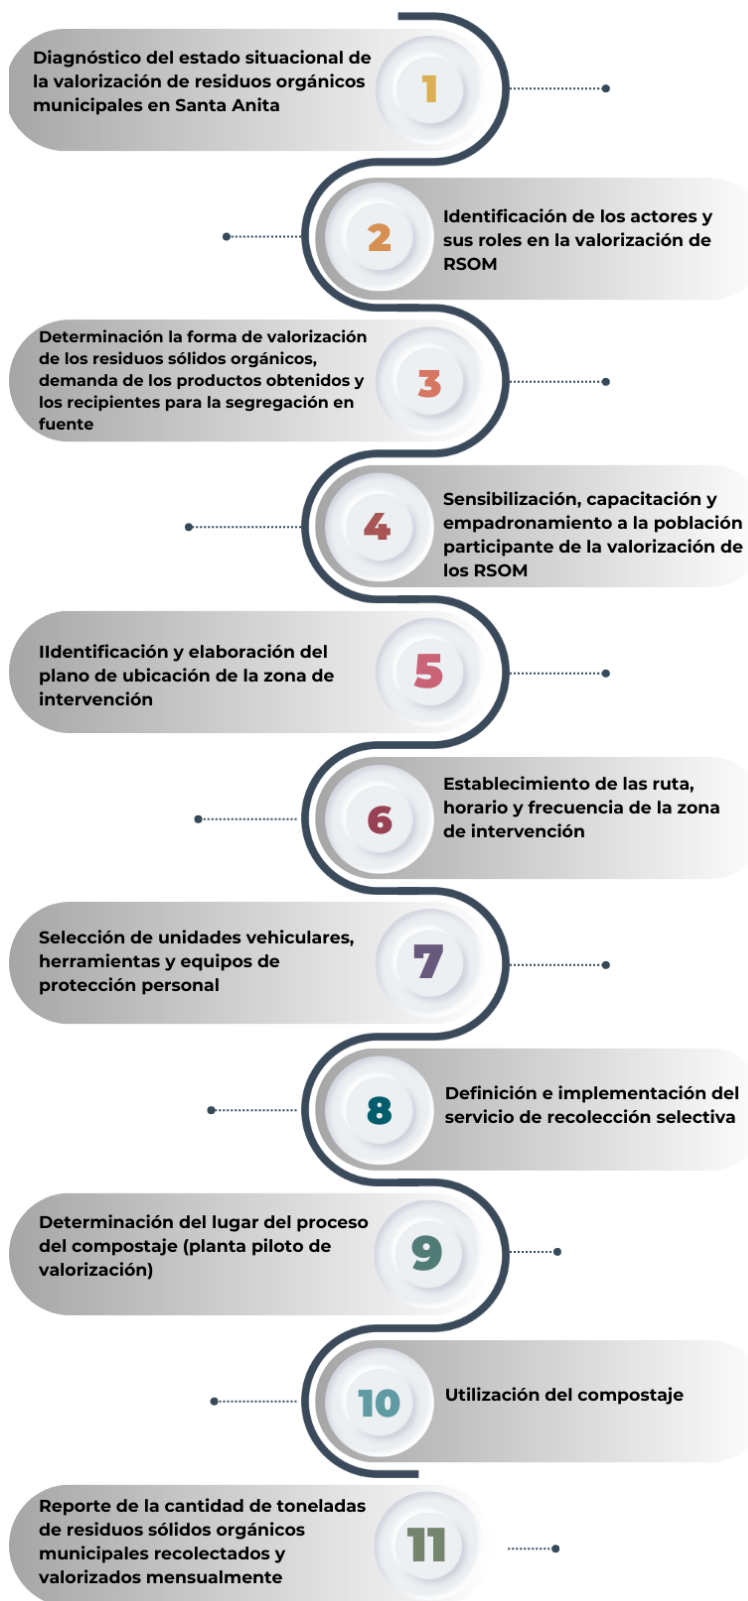 Diagnóstico del estado situacional de
la valorización de residuos orgánicos
municipales en Santa Anita
1
2
Identificación de los actores y
sus roles en la valorización de
RSOM
Determinación la forma de valorización
de los residuos sólidos orgánicos,
demanda de los productos obtenidos y
los recipientes para la segregación en
fuente
3
4
Sensibilización, capacitación y
empadronamiento a la población
participante de la valorización de
los RSOM
IIdentificación y elaboración del
plano de ubicación de la zona de
intervención
5
6
Establecimiento de las ruta,
horario y frecuencia de la zona
de intervención
Selección de unidades vehiculares,
herramientas y equipos de
protección personal
7
8
Definición e implementación del
servicio de recolección selectiva
Determinación del lugar del proceso
del compostaje (planta piloto de
valorización)
9
10
Utilización del compostaje
Reporte de la cantidad de toneladas
de residuos sólidos orgánicos
municipales recolectados y
valorizados mensualmente
11